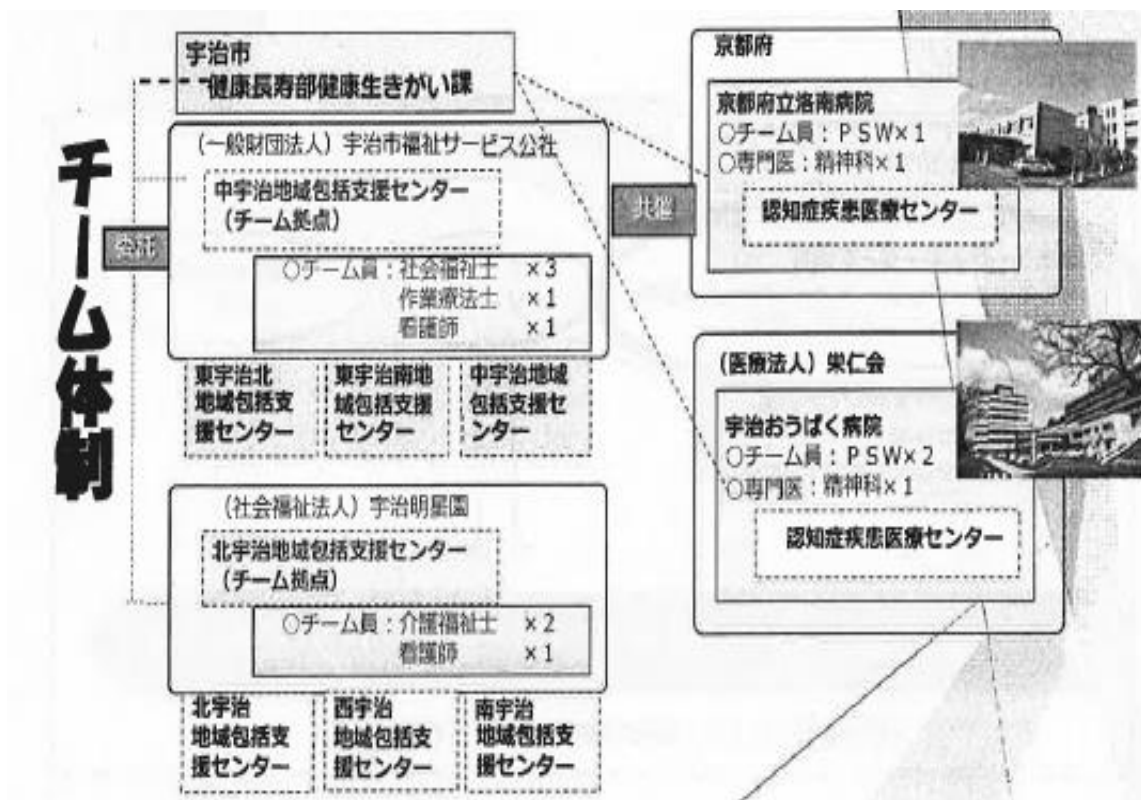 チーム体制
宇治市
健康長寿部健康生きがい課
委託
(一般財団法人)宇治市福祉サービス公社
中宇治地域包括支援センター
(チーム拠点)
○チーム員:社会福祉士 ×3
作業療法士 ×1
看護師 ×1
東宇治北
地域包括支
援センター
東宇治南地
域包括支援
センター
中宇治地域
包括支援セ
ンター
(社会福祉法人)宇治明星園
北宇治地域包括支援センター
(チーム拠点)
○チーム員:介護福祉士 ×2
看護師 ×1
北宇治
地域包括支
援センター
西宇治
地域包括支
援センター
南宇治
地域包括支
援センター
京都府
京都府立洛南病院
○チーム員:PSW×1
○専門医:精神科×1
認知症疾患医療センター
(医療法人)栄仁会
宇治おうばく病院
○チーム員:PSW×2
○専門医:精神科×1
認知症疾患医療センター